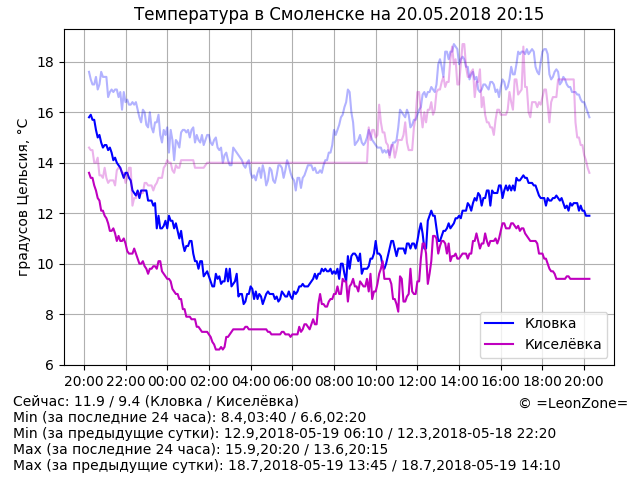 Температура в Смоленске на 20.05.2018 20:15
градусов Цельсия, °C
18
16
14
12
10
8
6
20:00 22:00 00:00 02:00 04:00 06:00 08:00 10:00 12:00 14:00 16:00 18:00 20:00
Кловка
Киселёвка
Сейчас: 11.9 / 9.4 (Кловка / Киселёвка)
© =LeonZone=
Min (за последние 24 часа): 8.4,03:40 / 6.6,02:20
Min (за предыдущие сутки): 12.9,2018-05-19 06:10 / 12.3,2018-05-18 22:20
Max (за последние 24 часа): 15.9,20:20 / 13.6,20:15
Max (за предыдущие сутки): 18.7,2018-05-19 13:45 / 18.7,2018-05-19 14:10